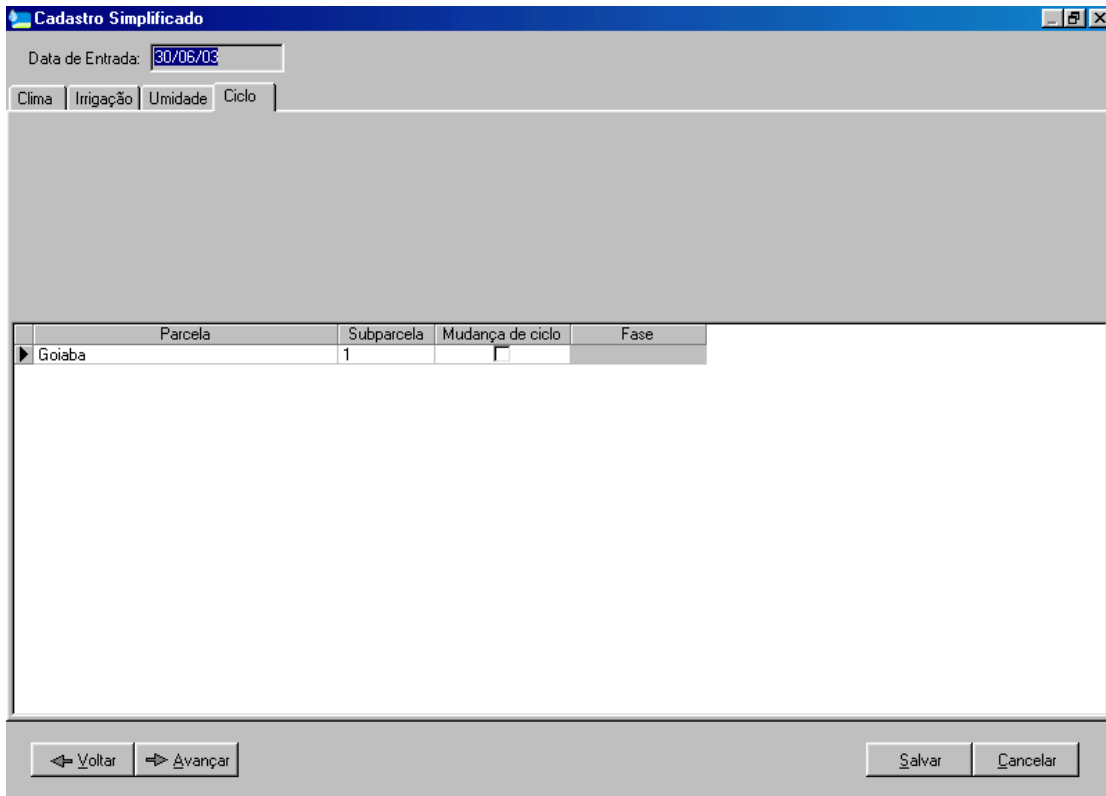 Cadastro Simplificado
Data de Entrada: 30/06/03
Clima Irrigação Umidade Ciclo
Parcela Subparcela Mudança de ciclo Fase
Goiaba 1
Voltar Avançar Salvar Cancelar